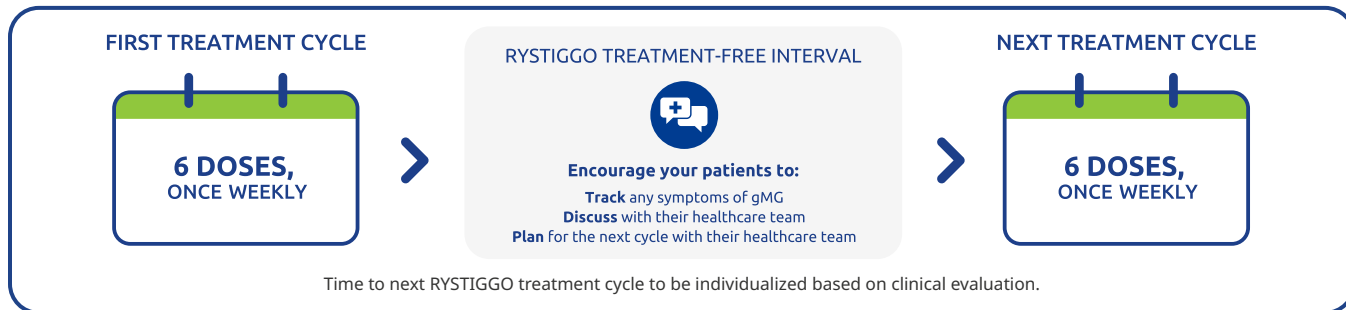 FIRST TREATMENT CYCLE
6 DOSES,
ONCE WEEKLY
RYSTIGGO TREATMENT-FREE INTERVAL
Encourage your patients to:
Track any symptoms of gMG
Discuss with their healthcare team
Plan for the next cycle with their healthcare team
NEXT TREATMENT CYCLE
6 DOSES,
ONCE WEEKLY
Time to next RYSTIGGO treatment cycle to be individualized based on clinical evaluation.